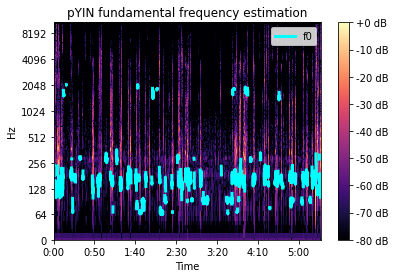 pYIN fundamental frequency estimation
f0
Hz
8192
4096
2048
1024
512
256
128
64
0
0:00
0:50
1:40
2:30
3:20
4:10
5:00
Time
+0 dB
-10 dB
-20 dB
-30 dB
-40 dB
-50 dB
-60 dB
-70 dB
-80 dB